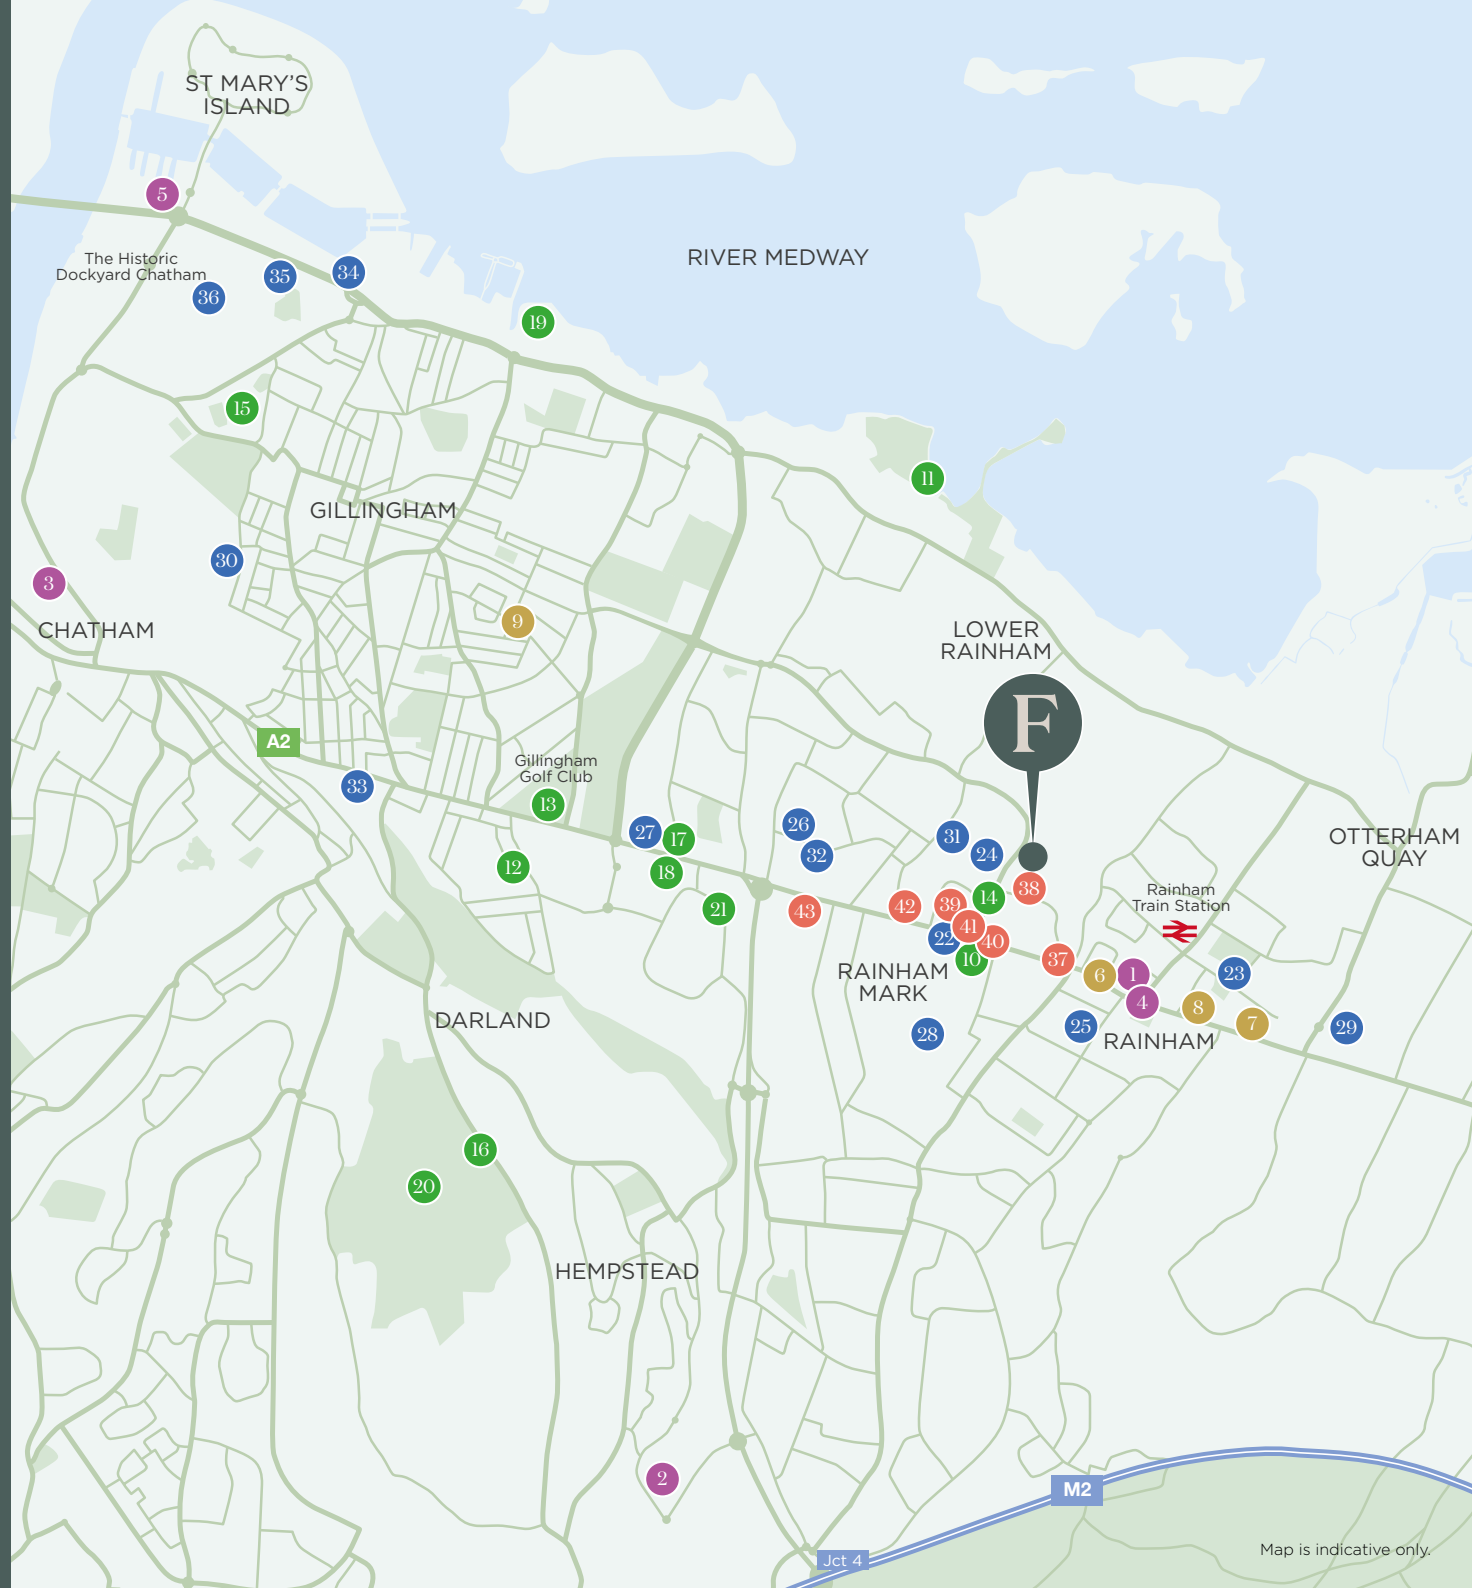 ST MARY'S
ISLAND
5
The Historic
Dockyard Chatham
35
34
36
RIVER MEDWAY
19
15
11
GILLINGHAM
30
3
CHATHAM
9
LOWER
RAINHAM
F
A2
33
Gillingham
Golf Club
13
12
27
17
18
21
26
32
31
24
38
14
42
39
41
43
22
40
10
37
RAINHAM
MARK
OTTERHAM
QUAY
Rainham
Train Station
6
1
4
23
8
7
29
25
RAINHAM
28
DARLAND
16
20
HEMPSTEAD
2
M2
Jct 4
Map is indicative only.